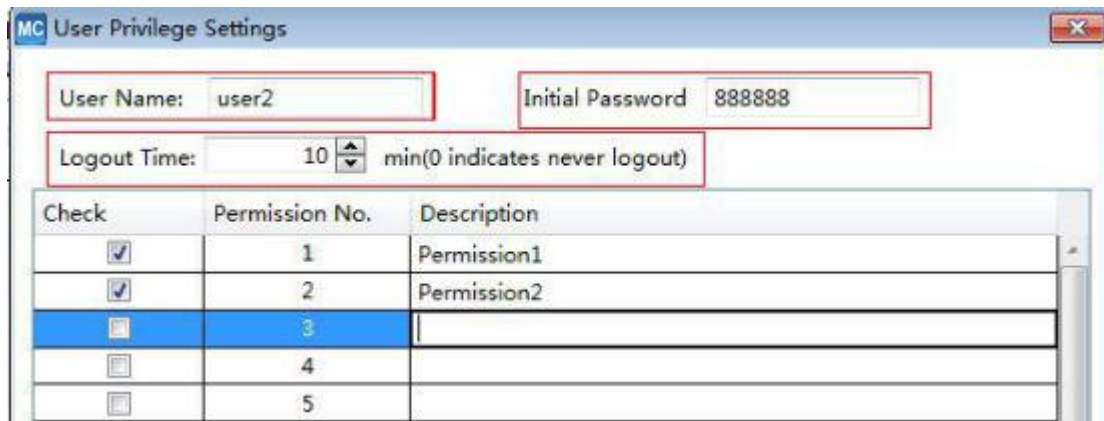 MC User Privilege Settings
User Name: user2 Initial Password 888888
Logout Time: 10 min(0 indicates never logout)
Check Permission No. Description
1 Permission1
2 Permission2
3
4
5